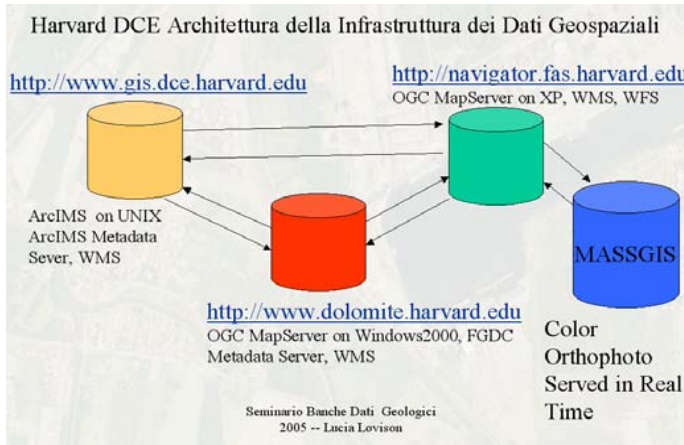 Harvard DCE Architettura della Infrastruttura dei Dati Geospaziali
http://www.gis.dce.harvard.edu
http://navigator.fas.harvard.edu
OGC MapServer on XP, WMS, WFS
ArcIMS on UNIX
ArcIMS Metadata
Sever, WMS
MASSGIS
http://www.dolomite.harvard.edu
OGC MapServer on Windows2000, FGDC
Metadata Server, WMS
Color
Orthophoto
Served in Real
Time
Seminario Banche Dati Geologici
2005 -- Lucia Lovison